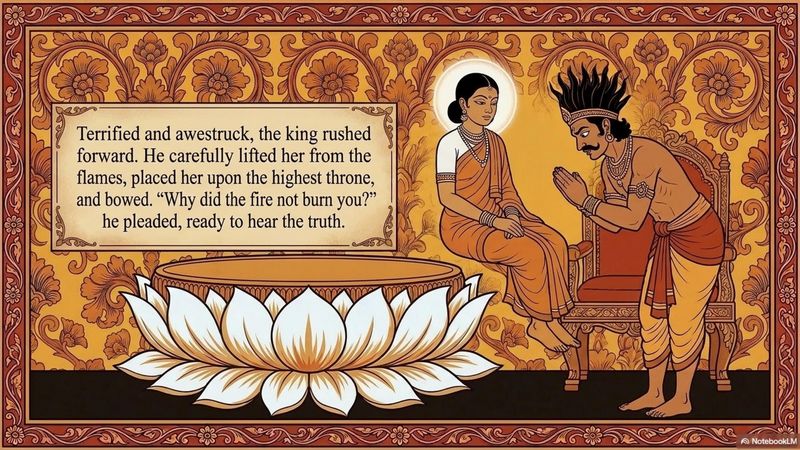 Terrified and awestruck, the king rushed
forward. He carefully lifted her from the
flames, placed her upon the highest throne,
and bowed. “Why did the fire not burn you?”
he pleaded, ready to hear the truth.
NotebookLM